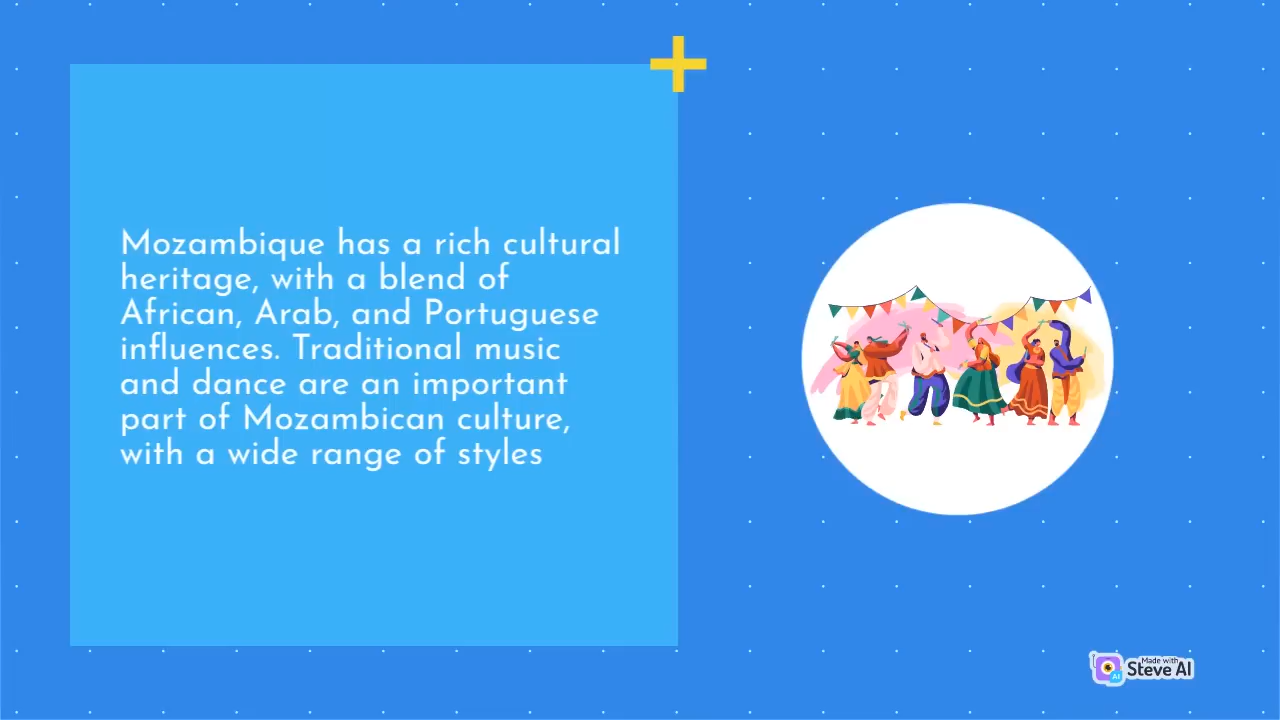 Mozambique has a rich cultural
heritage, with a blend of
African, Arab, and Portuguese
influences. Traditional music
and dance are an important
part of Mozambican culture,
with a wide range of styles
Made with
Steve AI
AI